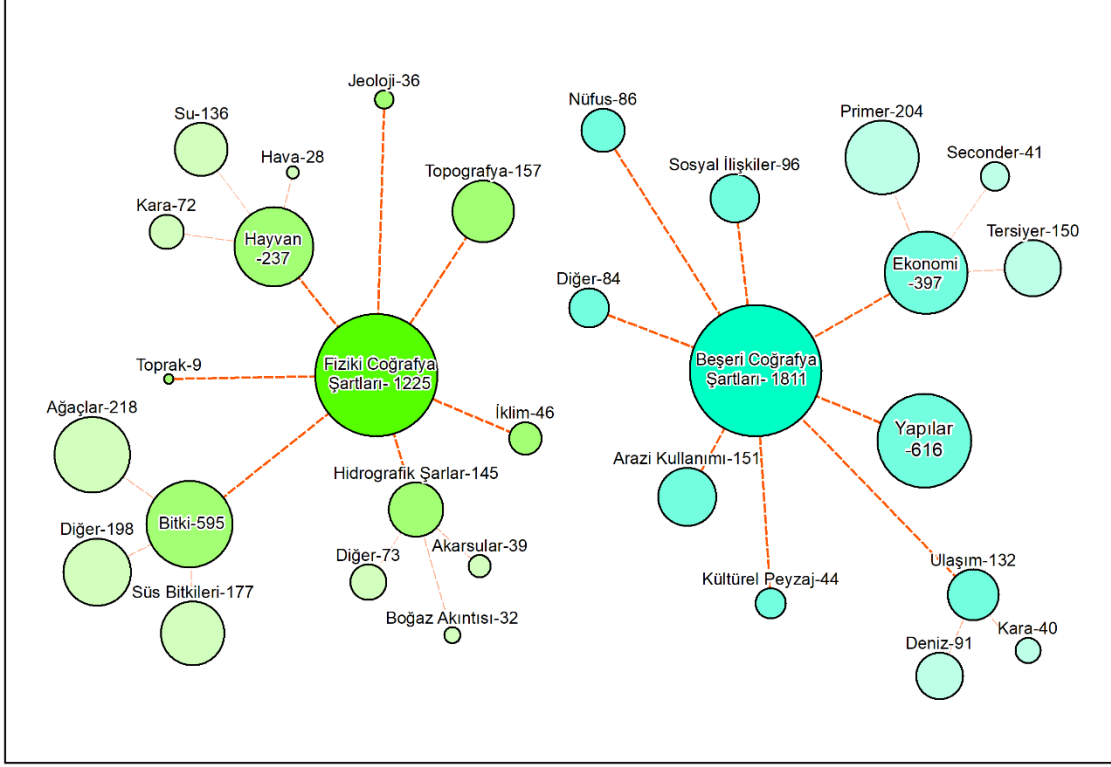 Jeoloji-36
Su-136
Hava-28
Topografya-157
Kara-72
Hayvan
-237
Toprak-9
Fiziki Coğrafya
Şartları- 1225
Ağaçlar-218
İklim-46
Hidrografik Şarlar-145
Bitki-595
Diğer-198
Akarsular-39
Diğer-73
Süs Bitkileri-177
Boğaz Akıntısı-32
Nüfus-86
Primer-204
Sosyal İlişkiler-96
Seconder-41
Tersiyer-150
Ekonomi
-397
Diğer-84
Beşeri Coğrafya
Şartları- 1811
Yapılar
-616
Arazi Kullanımı-151
Ulaşım-132
Kültürel Peyzaj-44
Kara-40
Deniz-91